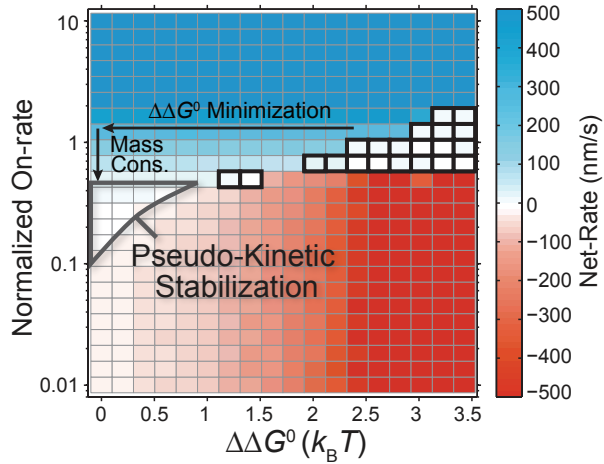 10
1
0.1
0.01
Normalized On-rate
ΔΔG⁰ Minimization
Mass
Cons.
Pseudo-Kinetic
Stabilization
0 0.5 1 1.5 2 2.5 3 3.5
ΔΔG⁰ (k_BT)
500
400
300
200
100
0
−100
−200
−300
−400
−500
Net-Rate (nm/s)